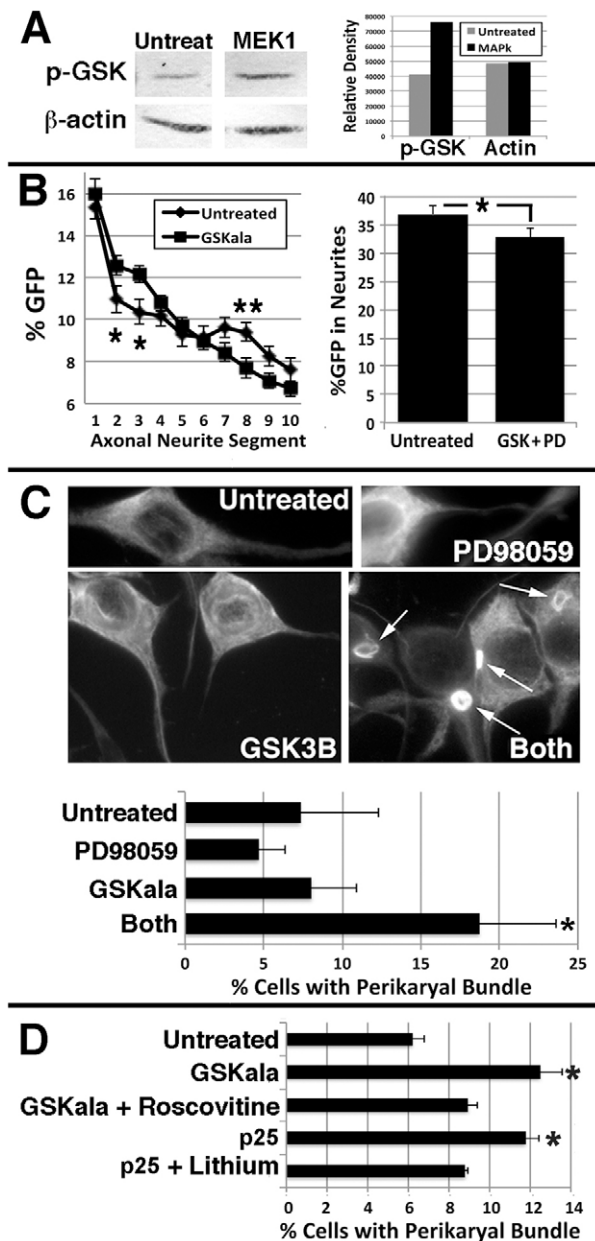 A
Untreat MEK1
p-GSK
β-actin
Relative Density
80000
70000
60000
50000
40000
30000
20000
10000
0
Untreated
MAPk
p-GSK Actin
B
% GFP
16
14
12
10
8
6
Untreated
GSKala
* *
**
1 2 3 4 5 6 7 8 9 10
Axonal Neurite Segment
%GFP in Neurites
40
35
30
25
20
15
10
5
0
*
Untreated GSK+PD
C
Untreated
PD98059
GSK3B
Both
Untreated
PD98059
GSKala
Both
*
0 5 10 15 20 25
% Cells with Perikaryal Bundle
D
Untreated
GSKala *
GSKala + Roscovitine
p25 *
p25 + Lithium
0 2 4 6 8 10 12 14
% Cells with Perikaryal Bundle